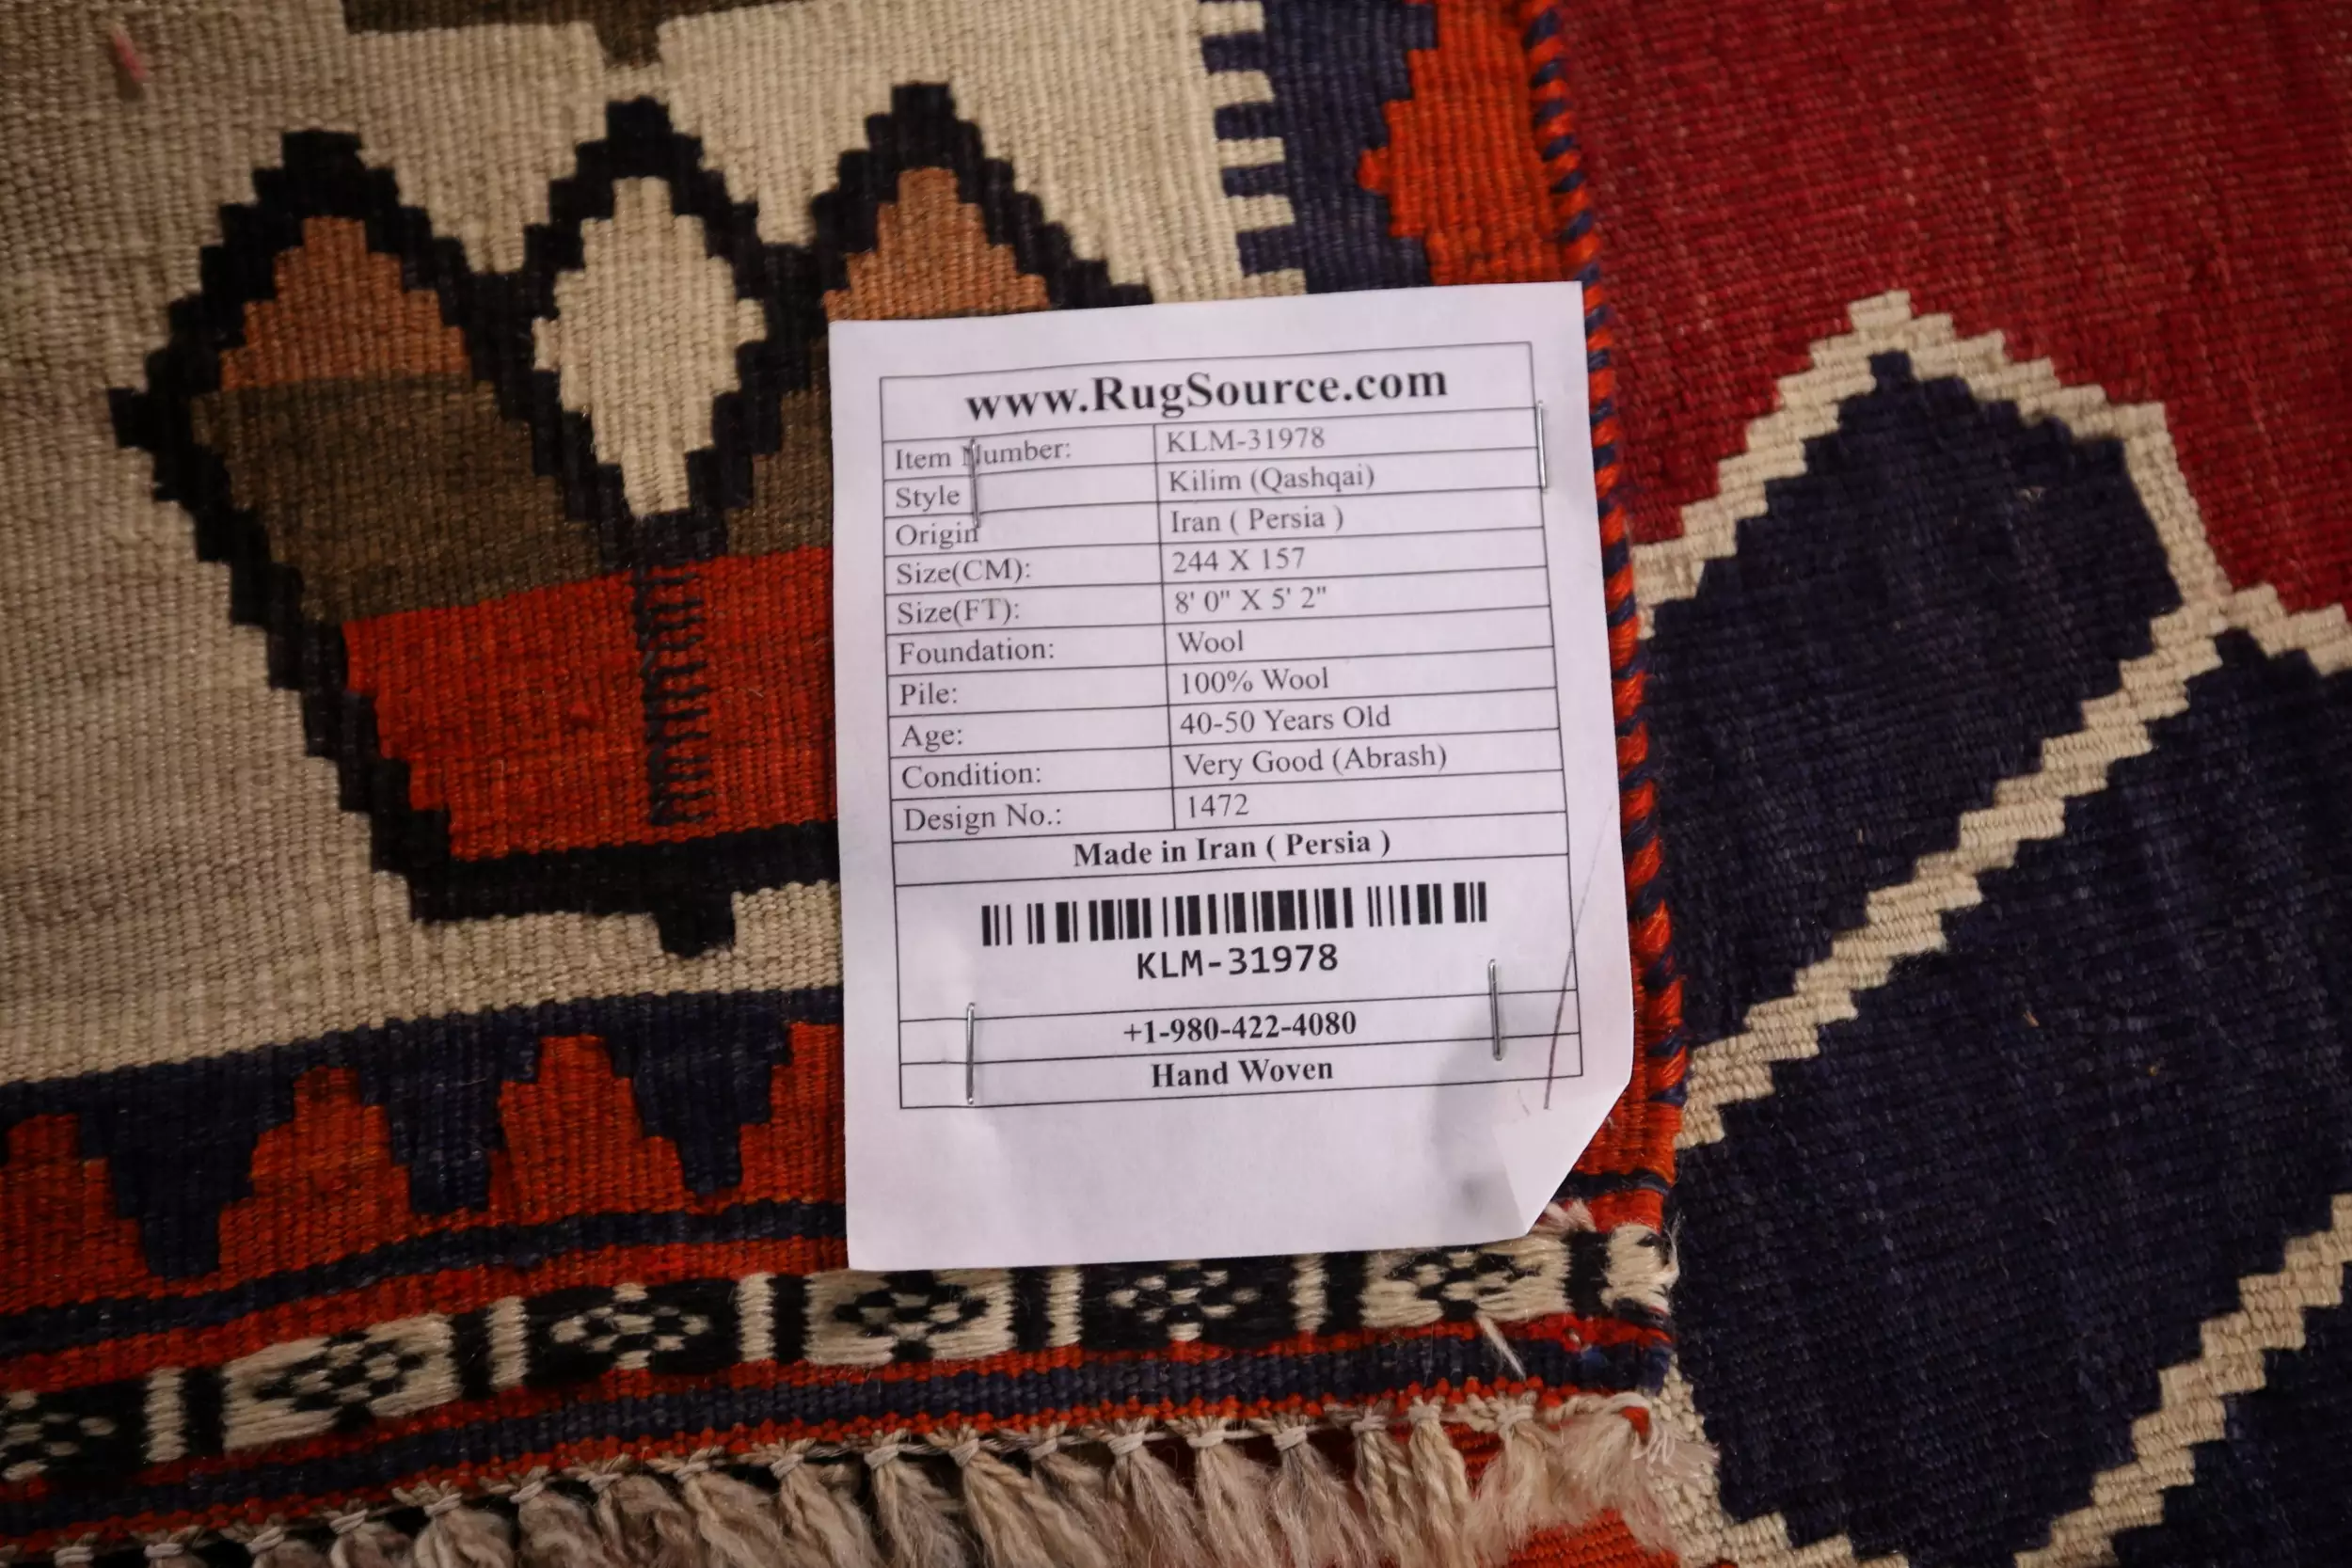 www.RugSource.com
Item Number: KLM-31978
Style Kilim (Qashqai)
Origin Iran ( Persia )
Size(CM): 244 X 157
Size(FT): 8' 0" X 5' 2"
Foundation: Wool
Pile: 100% Wool
Age: 40-50 Years Old
Condition: Very Good (Abrash)
Design No.: 1472
Made in Iran ( Persia )
KLM-31978
+1-980-422-4080
Hand Woven